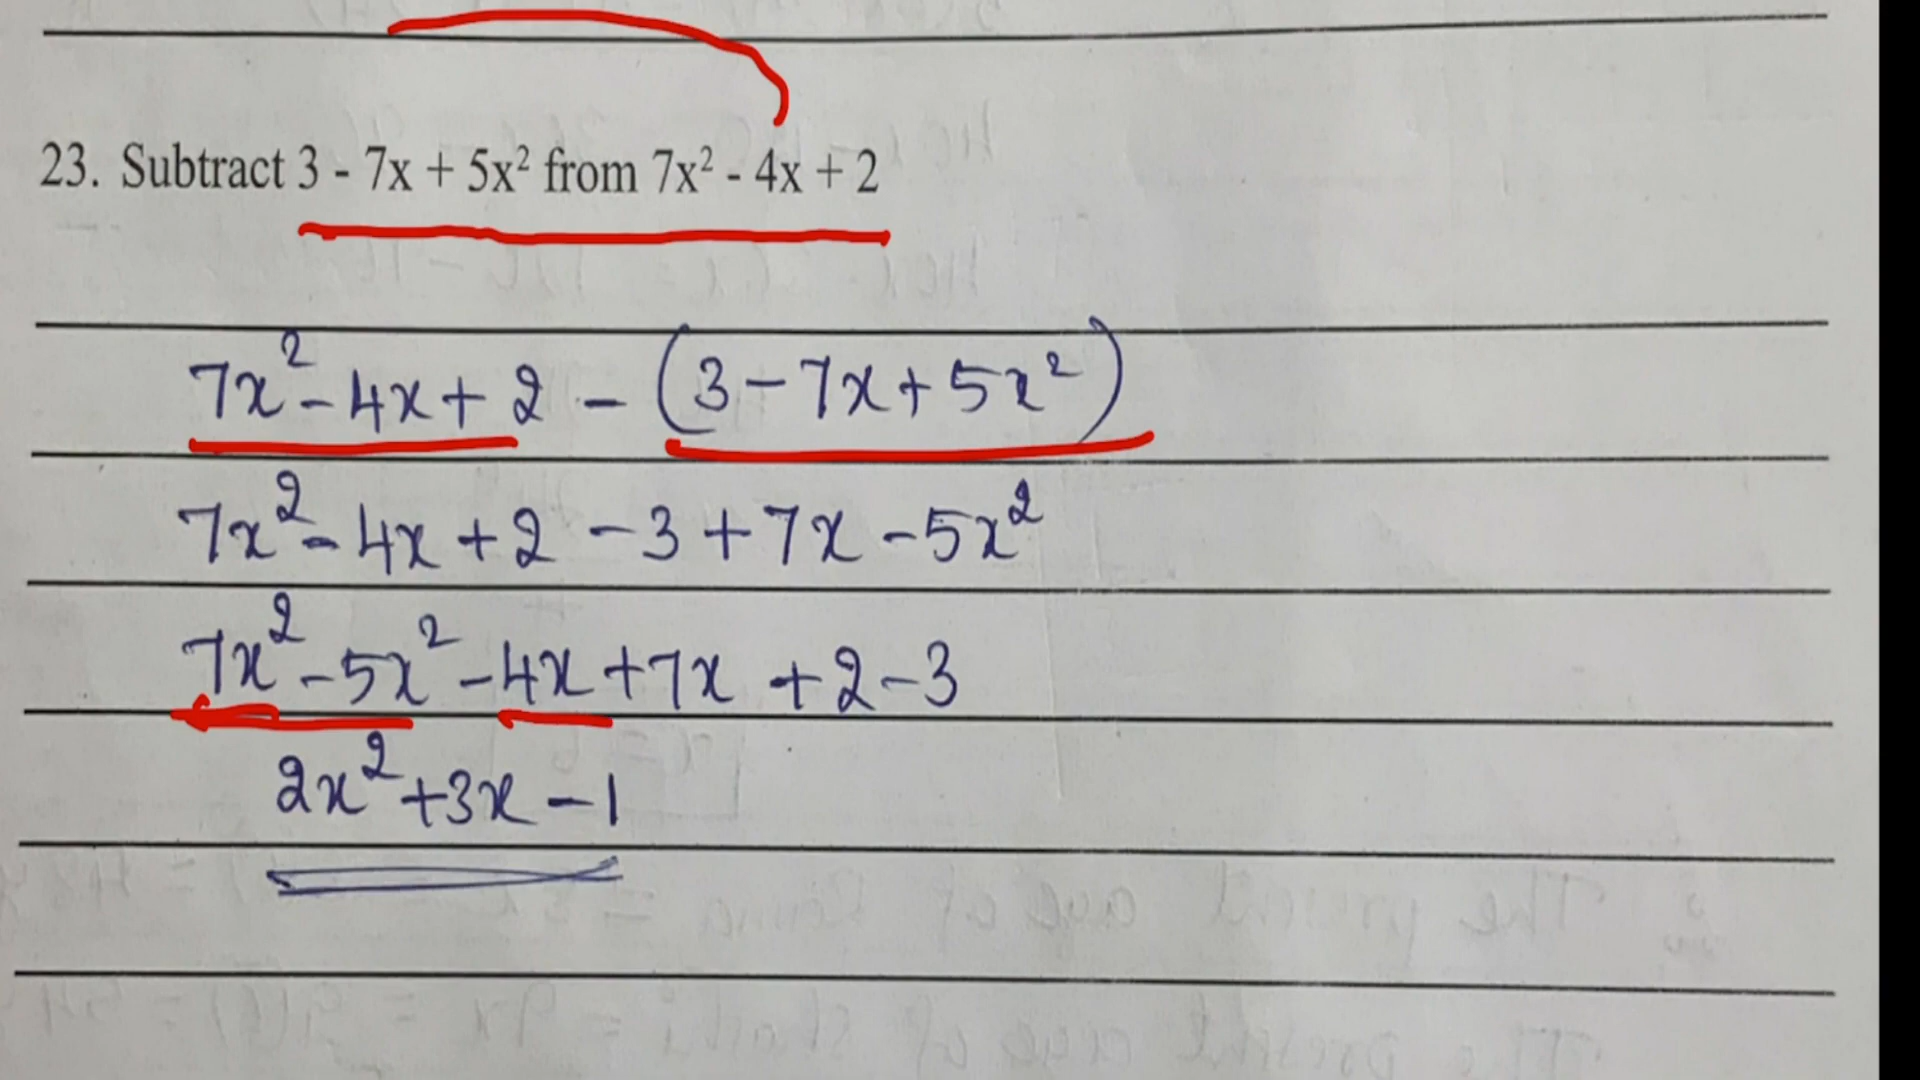 23. Subtract 3 - 7x + 5x² from 7x² - 4x + 2
7x² - 4x + 2 - (3 - 7x + 5x²)
7x² - 4x + 2 - 3 + 7x - 5x²
7x² - 5x² - 4x + 7x + 2 - 3
2x² + 3x - 1